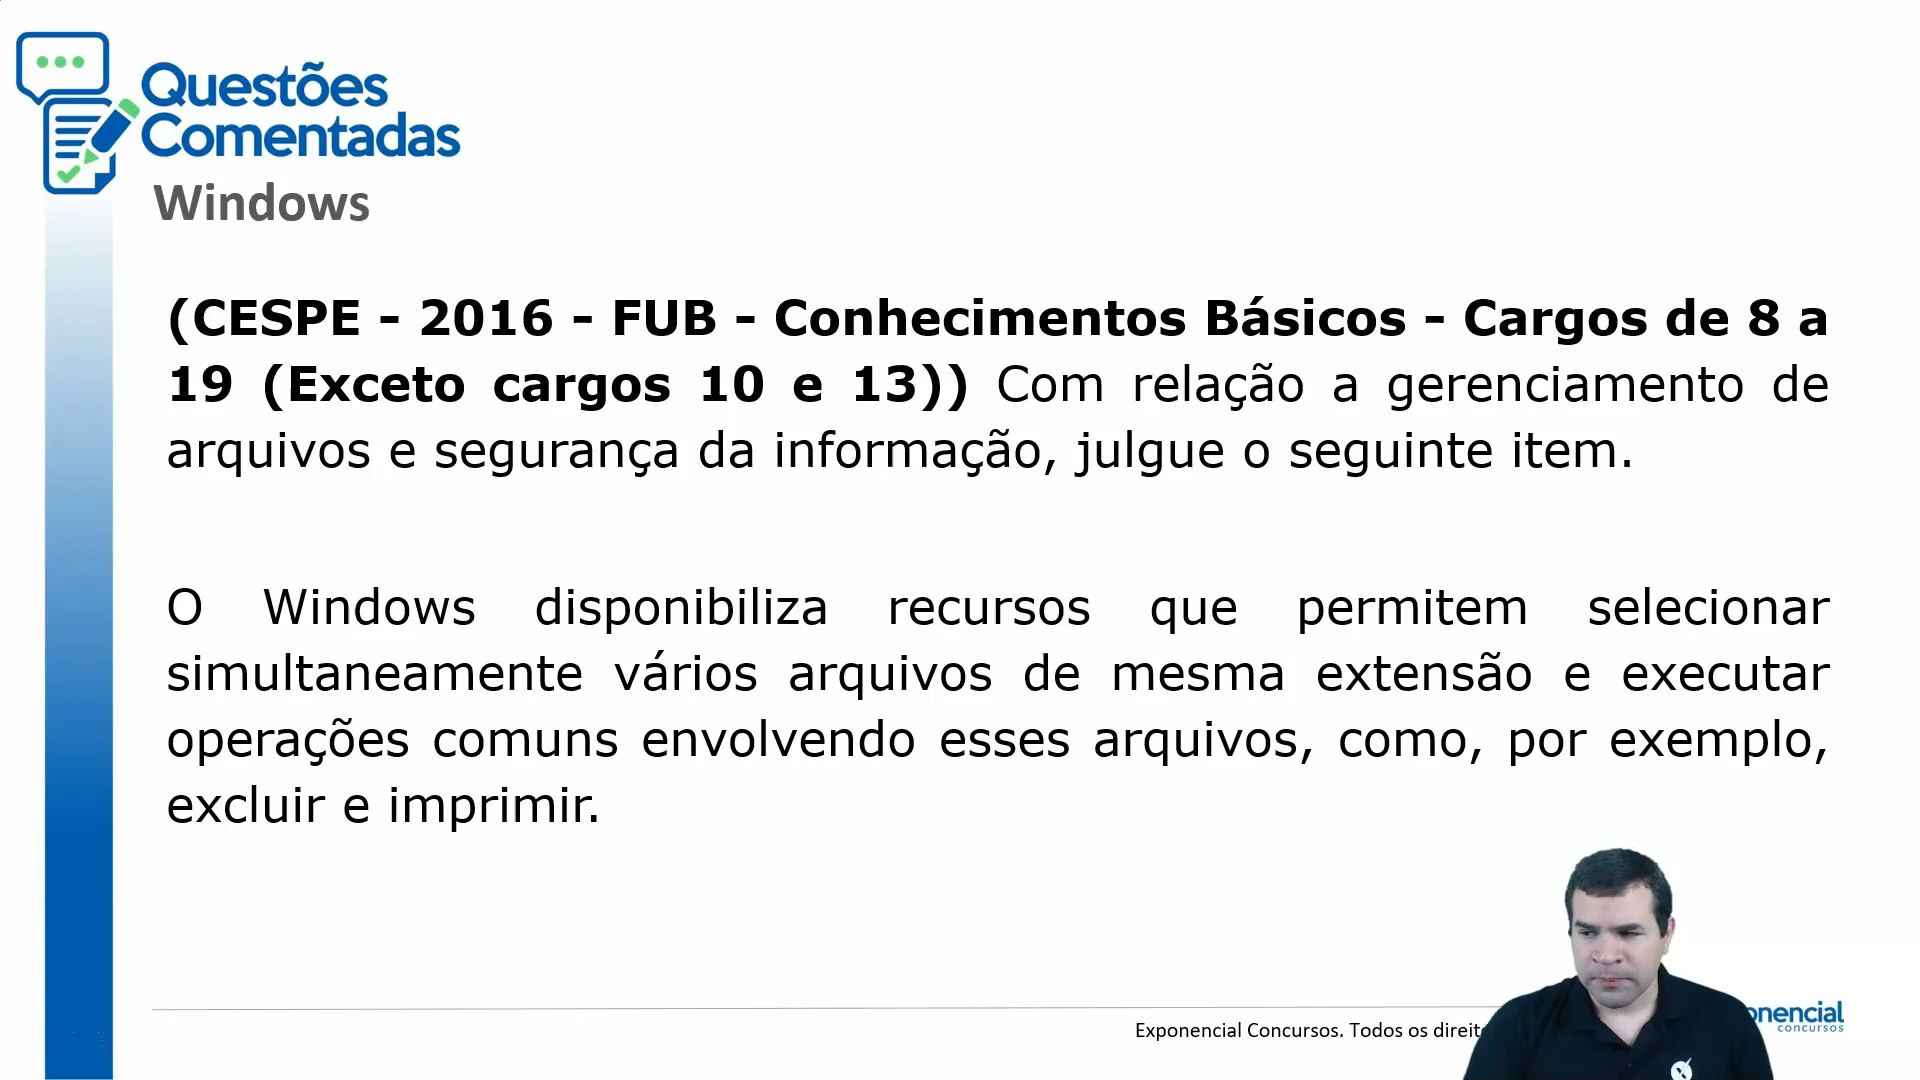 Questões
Comentadas
Windows
(CESPE - 2016 - FUB - Conhecimentos Básicos - Cargos de 8 a
19 (Exceto cargos 10 e 13)) Com relação a gerenciamento de
arquivos e segurança da informação, julgue o seguinte item.
O Windows disponibiliza recursos que permitem selecionar
simultaneamente vários arquivos de mesma extensão e executar
operações comuns envolvendo esses arquivos, como, por exemplo,
excluir e imprimir.
Exponencial Concursos. Todos os
concursos